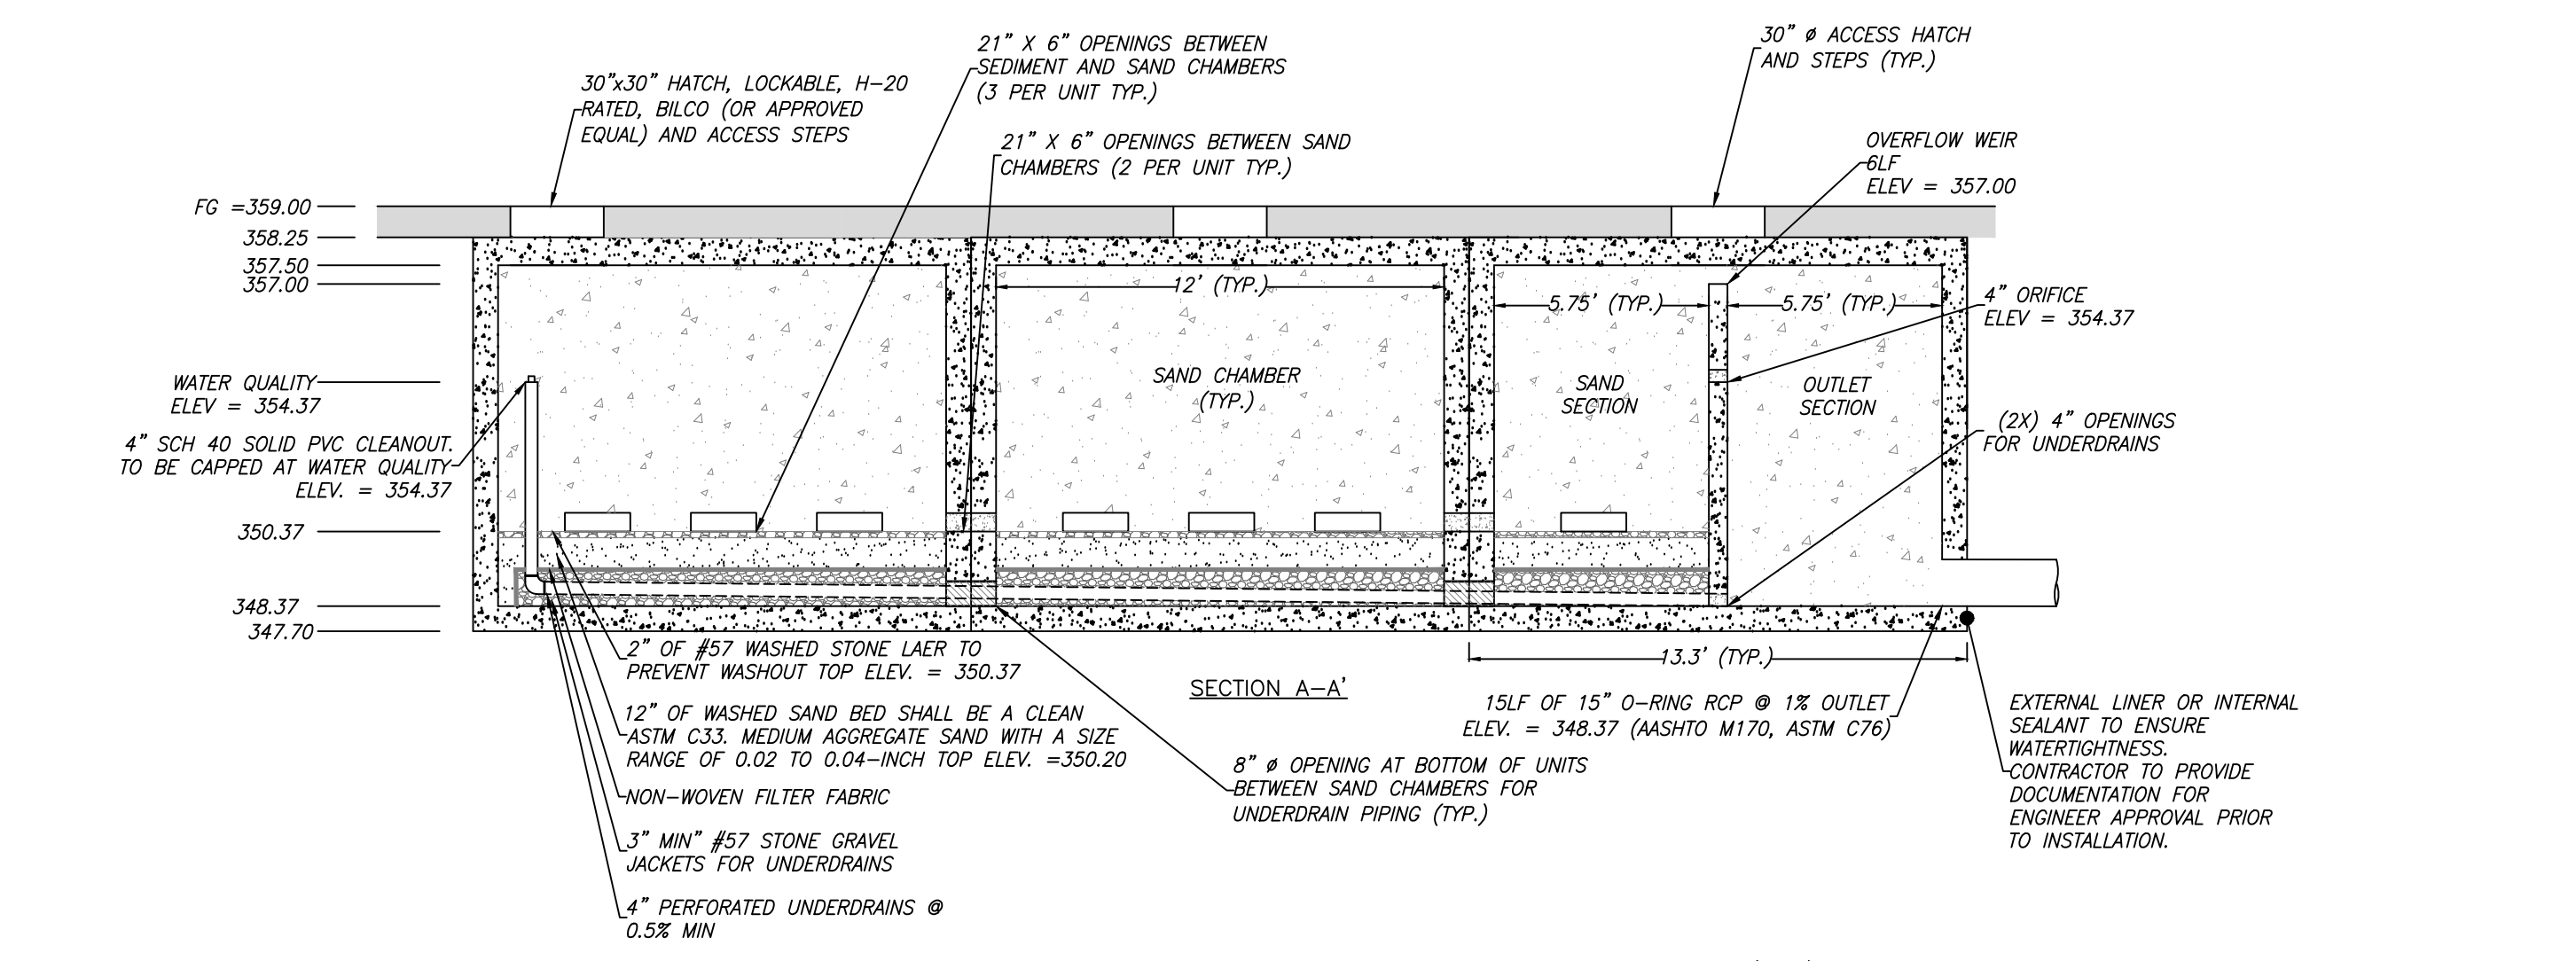 21" X 6" OPENINGS BETWEEN
SEDIMENT AND SAND CHAMBERS
(3 PER UNIT TYP.)
30" ø ACCESS HATCH
AND STEPS (TYP.)
30"x30" HATCH, LOCKABLE, H-20
RATED, BILCO (OR APPROVED
EQUAL) AND ACCESS STEPS
21" X 6" OPENINGS BETWEEN SAND
CHAMBERS (2 PER UNIT TYP.)
OVERFLOW WEIR
6LF
ELEV = 357.00
FG =359.00
358.25
357.50
357.00
12' (TYP.)
5.75' (TYP.)
5.75' (TYP.)
4" ORIFICE
ELEV = 354.37
WATER QUALITY
ELEV = 354.37
SAND CHAMBER
(TYP.)
SAND
SECTION
OUTLET
SECTION
(2X) 4" OPENINGS
FOR UNDERDRAINS
4" SCH 40 SOLID PVC CLEANOUT.
TO BE CAPPED AT WATER QUALITY
ELEV. = 354.37
350.37
348.37
347.70
2" OF #57 WASHED STONE LAER TO
PREVENT WASHOUT TOP ELEV. = 350.37
13.3' (TYP.)
SECTION A-A'
12" OF WASHED SAND BED SHALL BE A CLEAN
ASTM C33. MEDIUM AGGREGATE SAND WITH A SIZE
RANGE OF 0.02 TO 0.04-INCH TOP ELEV. =350.20
15LF OF 15" O-RING RCP @ 1% OUTLET
ELEV. = 348.37 (AASHTO M170, ASTM C76)
EXTERNAL LINER OR INTERNAL
SEALANT TO ENSURE
WATERTIGHTNESS.
CONTRACTOR TO PROVIDE
DOCUMENTATION FOR
ENGINEER APPROVAL PRIOR
TO INSTALLATION.
8" ø OPENING AT BOTTOM OF UNITS
BETWEEN SAND CHAMBERS FOR
UNDERDRAIN PIPING (TYP.)
NON-WOVEN FILTER FABRIC
3" MIN" #57 STONE GRAVEL
JACKETS FOR UNDERDRAINS
4" PERFORATED UNDERDRAINS @
0.5% MIN